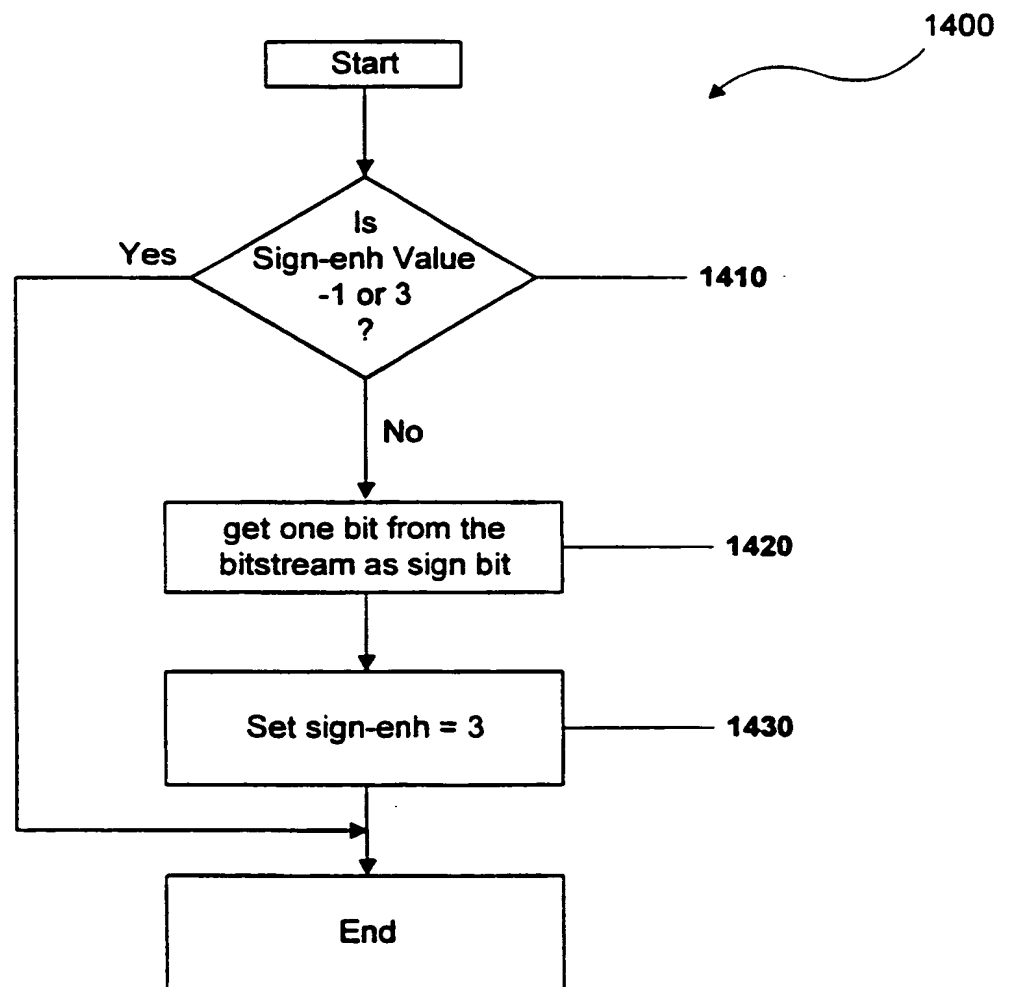 1400
Start
Is
Sign-enh Value
-1 or 3
?
Yes
1410
No
get one bit from the
bitstream as sign bit
1420
Set sign-enh = 3
1430
End